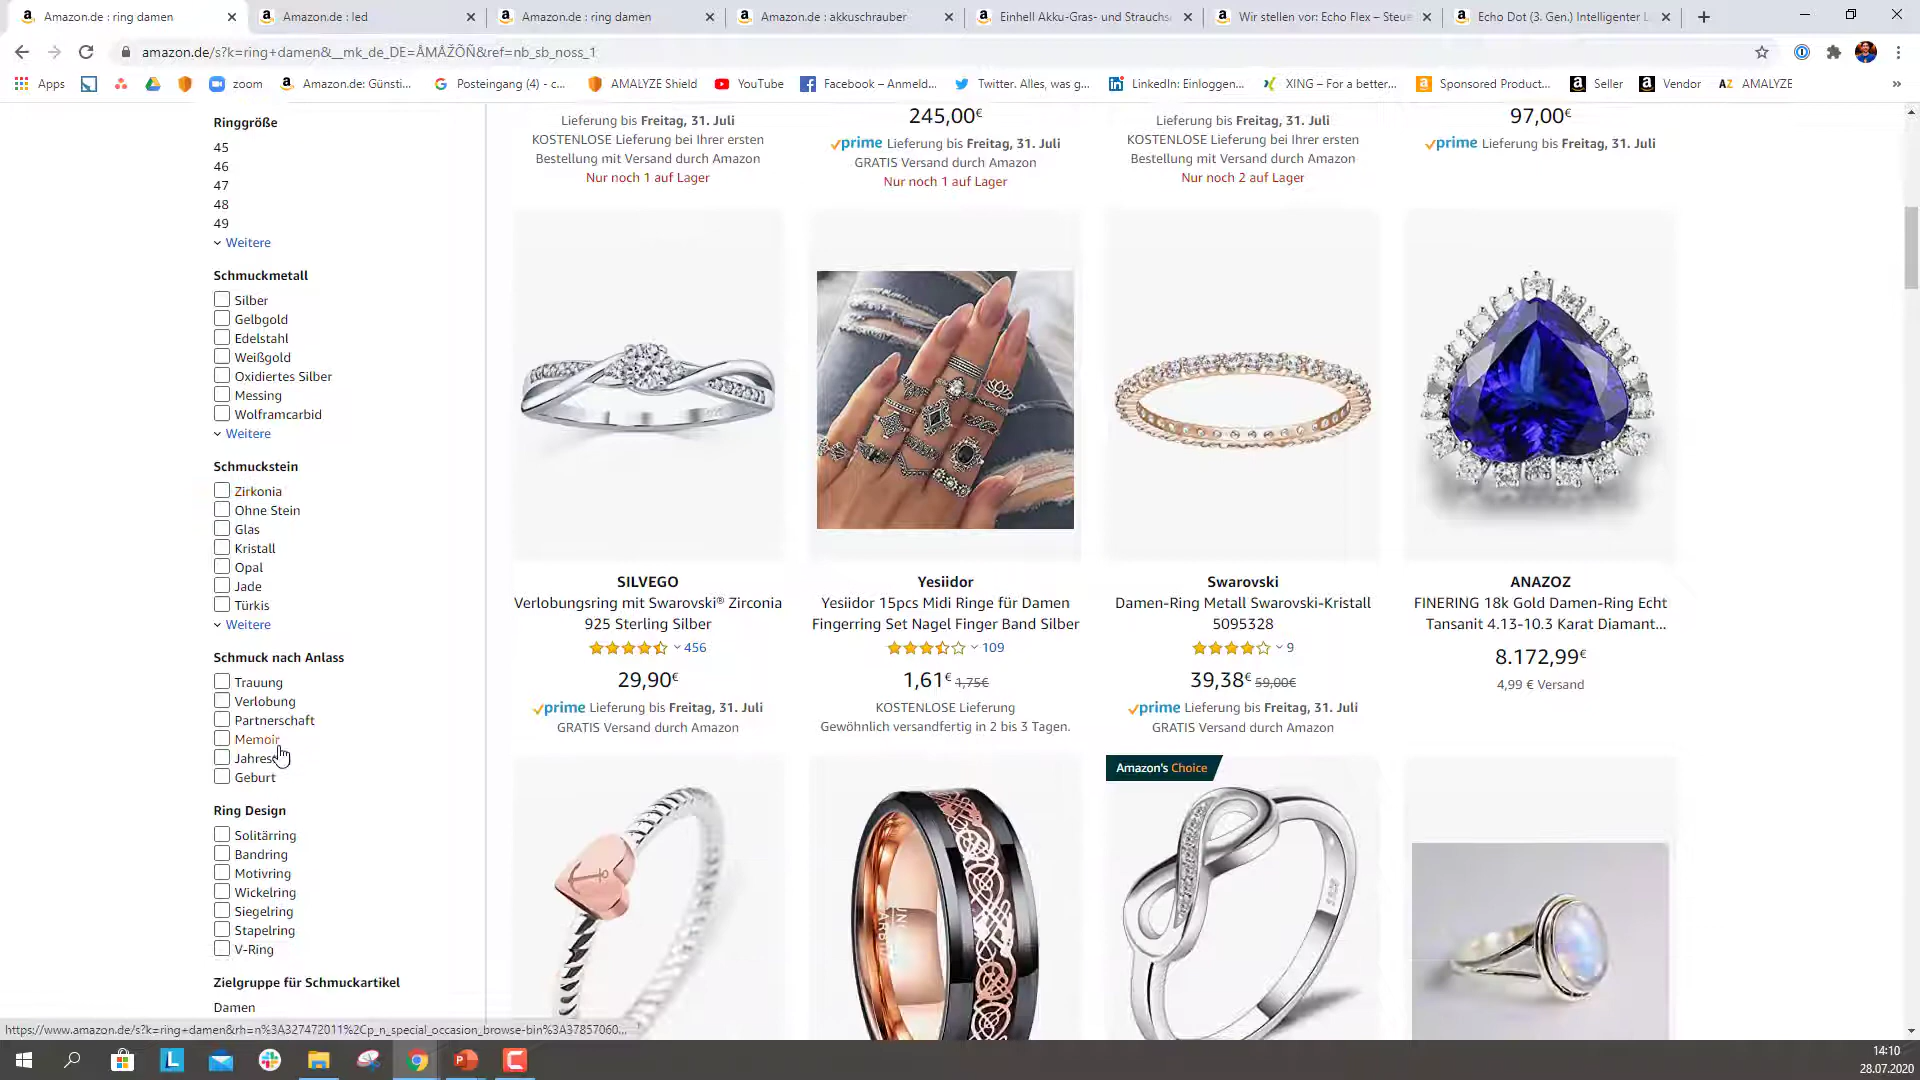 Amazon.de : ring damen
Amazon.de : led
Amazon.de : ring damen
Amazon.de : akkuschrauber
Einhell Akku-Gras- und Strauchsc
Wir stellen vor: Echo Flex – Steue
Echo Dot (3. Gen.) Intelligenter L
amazon.de/s?k=ring+damen&__mk_de_DE=ÅMÅŽÕÑ&ref=nb_sb_noss_1
Apps
zoom
Amazon.de: Günsti...
Posteingang (4) - c...
AMALYZE Shield
YouTube
Facebook – Anmeld...
Twitter. Alles, was g...
LinkedIn: Einloggen...
XING – For a better...
Sponsored Product...
Seller
Vendor
AMALYZE
»
Ringgröße
45
46
47
48
49
Weitere
Schmuckmetall
Silber
Gelbgold
Edelstahl
Weißgold
Oxidiertes Silber
Messing
Wolframcarbid
Weitere
Schmuckstein
Zirkonia
Ohne Stein
Glas
Kristall
Opal
Jade
Türkis
Weitere
Schmuck nach Anlass
Trauung
Verlobung
Partnerschaft
Memoir
Geburt
Ring Design
Solitärring
Bandring
Motivring
Wickelring
Siegelring
Stapelring
V-Ring
Zielgruppe für Schmuckartikel
Damen
Lieferung bis Freitag, 31. Juli
KOSTENLOSE Lieferung bei Ihrer ersten
Bestellung mit Versand durch Amazon
Nur noch 1 auf Lager
245,00€
prime Lieferung bis Freitag, 31. Juli
GRATIS Versand durch Amazon
Nur noch 1 auf Lager
Lieferung bis Freitag, 31. Juli
KOSTENLOSE Lieferung bei Ihrer ersten
Bestellung mit Versand durch Amazon
Nur noch 2 auf Lager
97,00€
prime Lieferung bis Freitag, 31. Juli
SILVEGO
Verlobungsring mit Swarovski® Zirconia
925 Sterling Silber
456
29,90€
prime Lieferung bis Freitag, 31. Juli
GRATIS Versand durch Amazon
Yesiidor
Yesiidor 15pcs Midi Ringe für Damen
Fingerring Set Nagel Finger Band Silber
109
1,61€ 1,75€
KOSTENLOSE Lieferung
Gewöhnlich versandfertig in 2 bis 3 Tagen.
Swarovski
Damen-Ring Metall Swarovski-Kristall
5095328
9
39,38€ 59,00€
prime Lieferung bis Freitag, 31. Juli
GRATIS Versand durch Amazon
ANAZOZ
FINERING 18k Gold Damen-Ring Echt
Tansanit 4.13-10.3 Karat Diamant...
8.172,99€
4,99 € Versand
Amazon's Choice
https://www.amazon.de/s?k=ring+damen&rh=n%3A327472011%2Cp_n_special_occasion_browse-bin%3A37857060...
14:10
28.07.2020